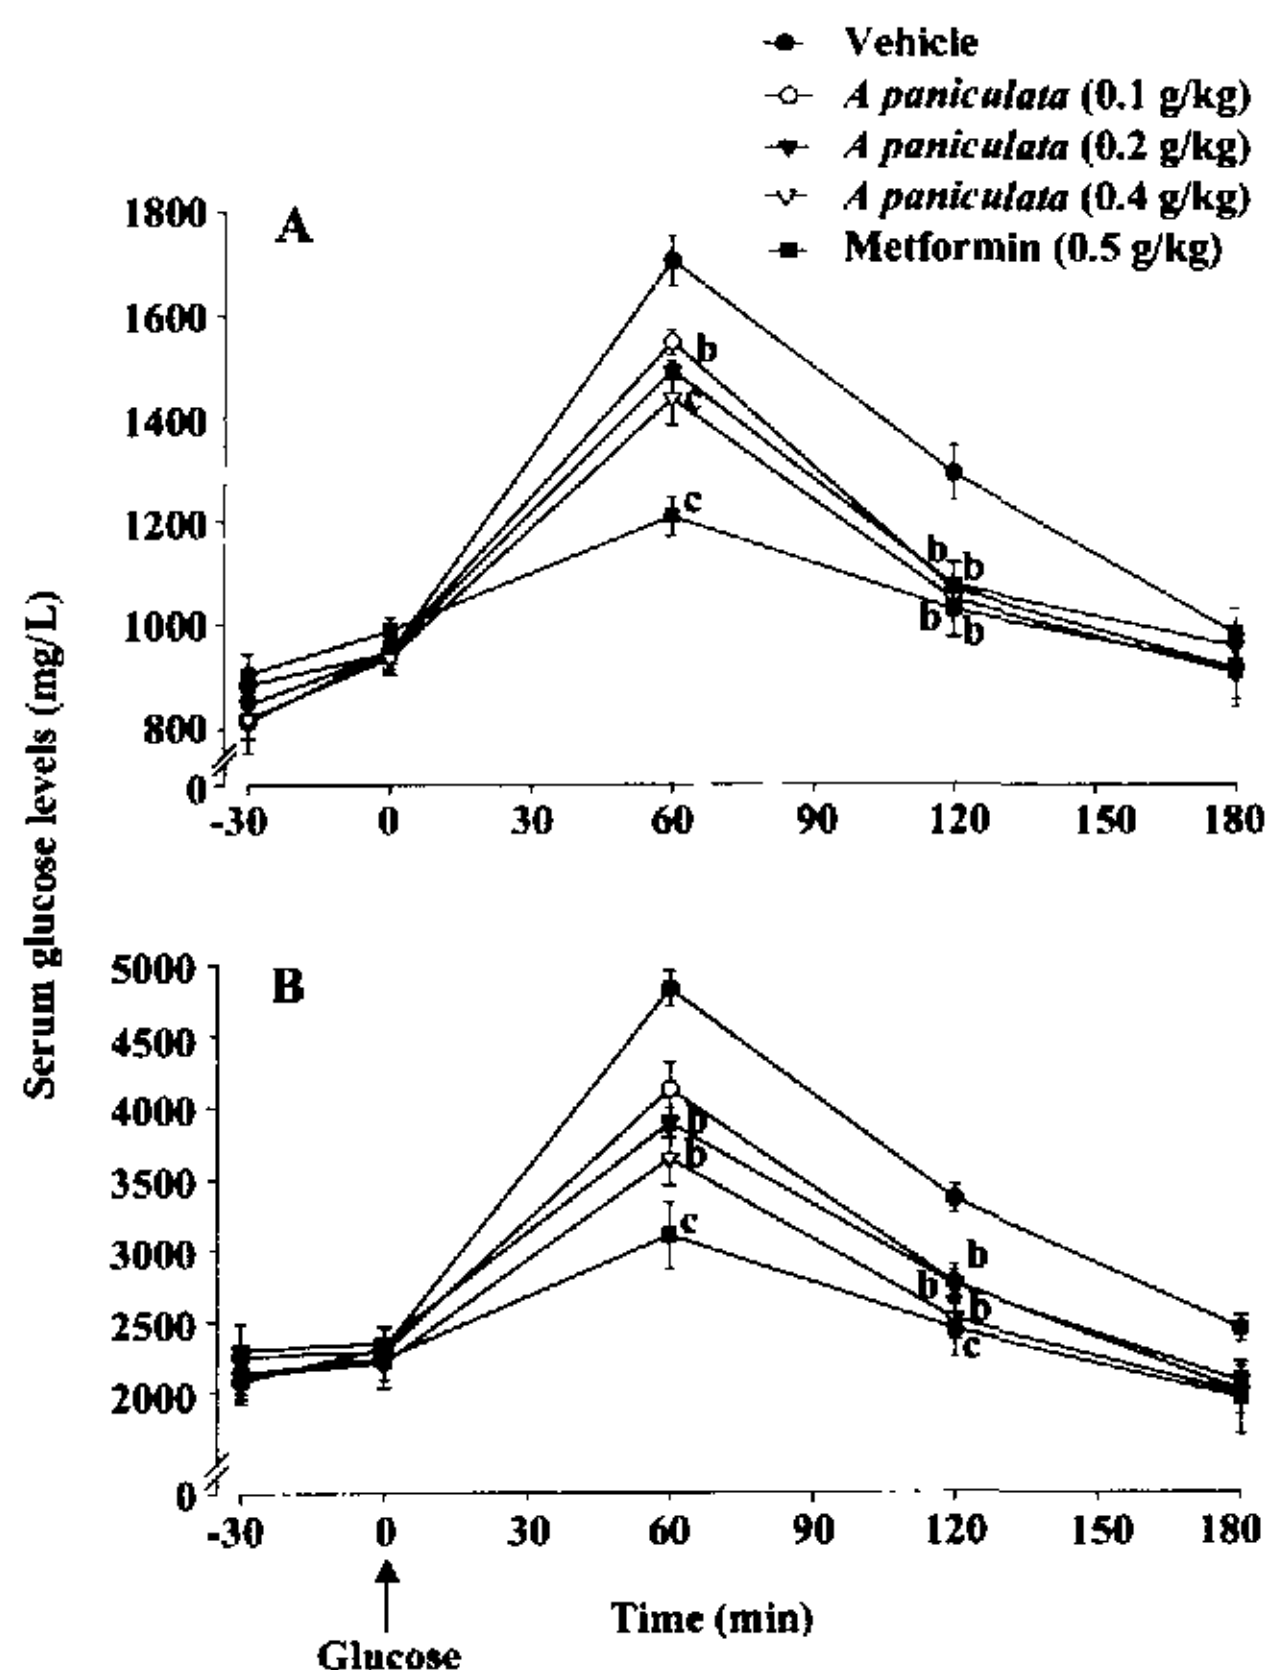 Vehicle
A paniculata (0.1 g/kg)
A paniculata (0.2 g/kg)
A paniculata (0.4 g/kg)
Metformin (0.5 g/kg)
A
1800
1600
1400
1200
1000
800
0
-30 0 30 60 90 120 150 180
b
c
c
b
b
b
b
Serum glucose levels (mg/L)
B
5000
4500
4000
3500
3000
2500
2000
0
-30 0 30 60 90 120 150 180
b
b
c
b
b
b
c
Glucose
Time (min)